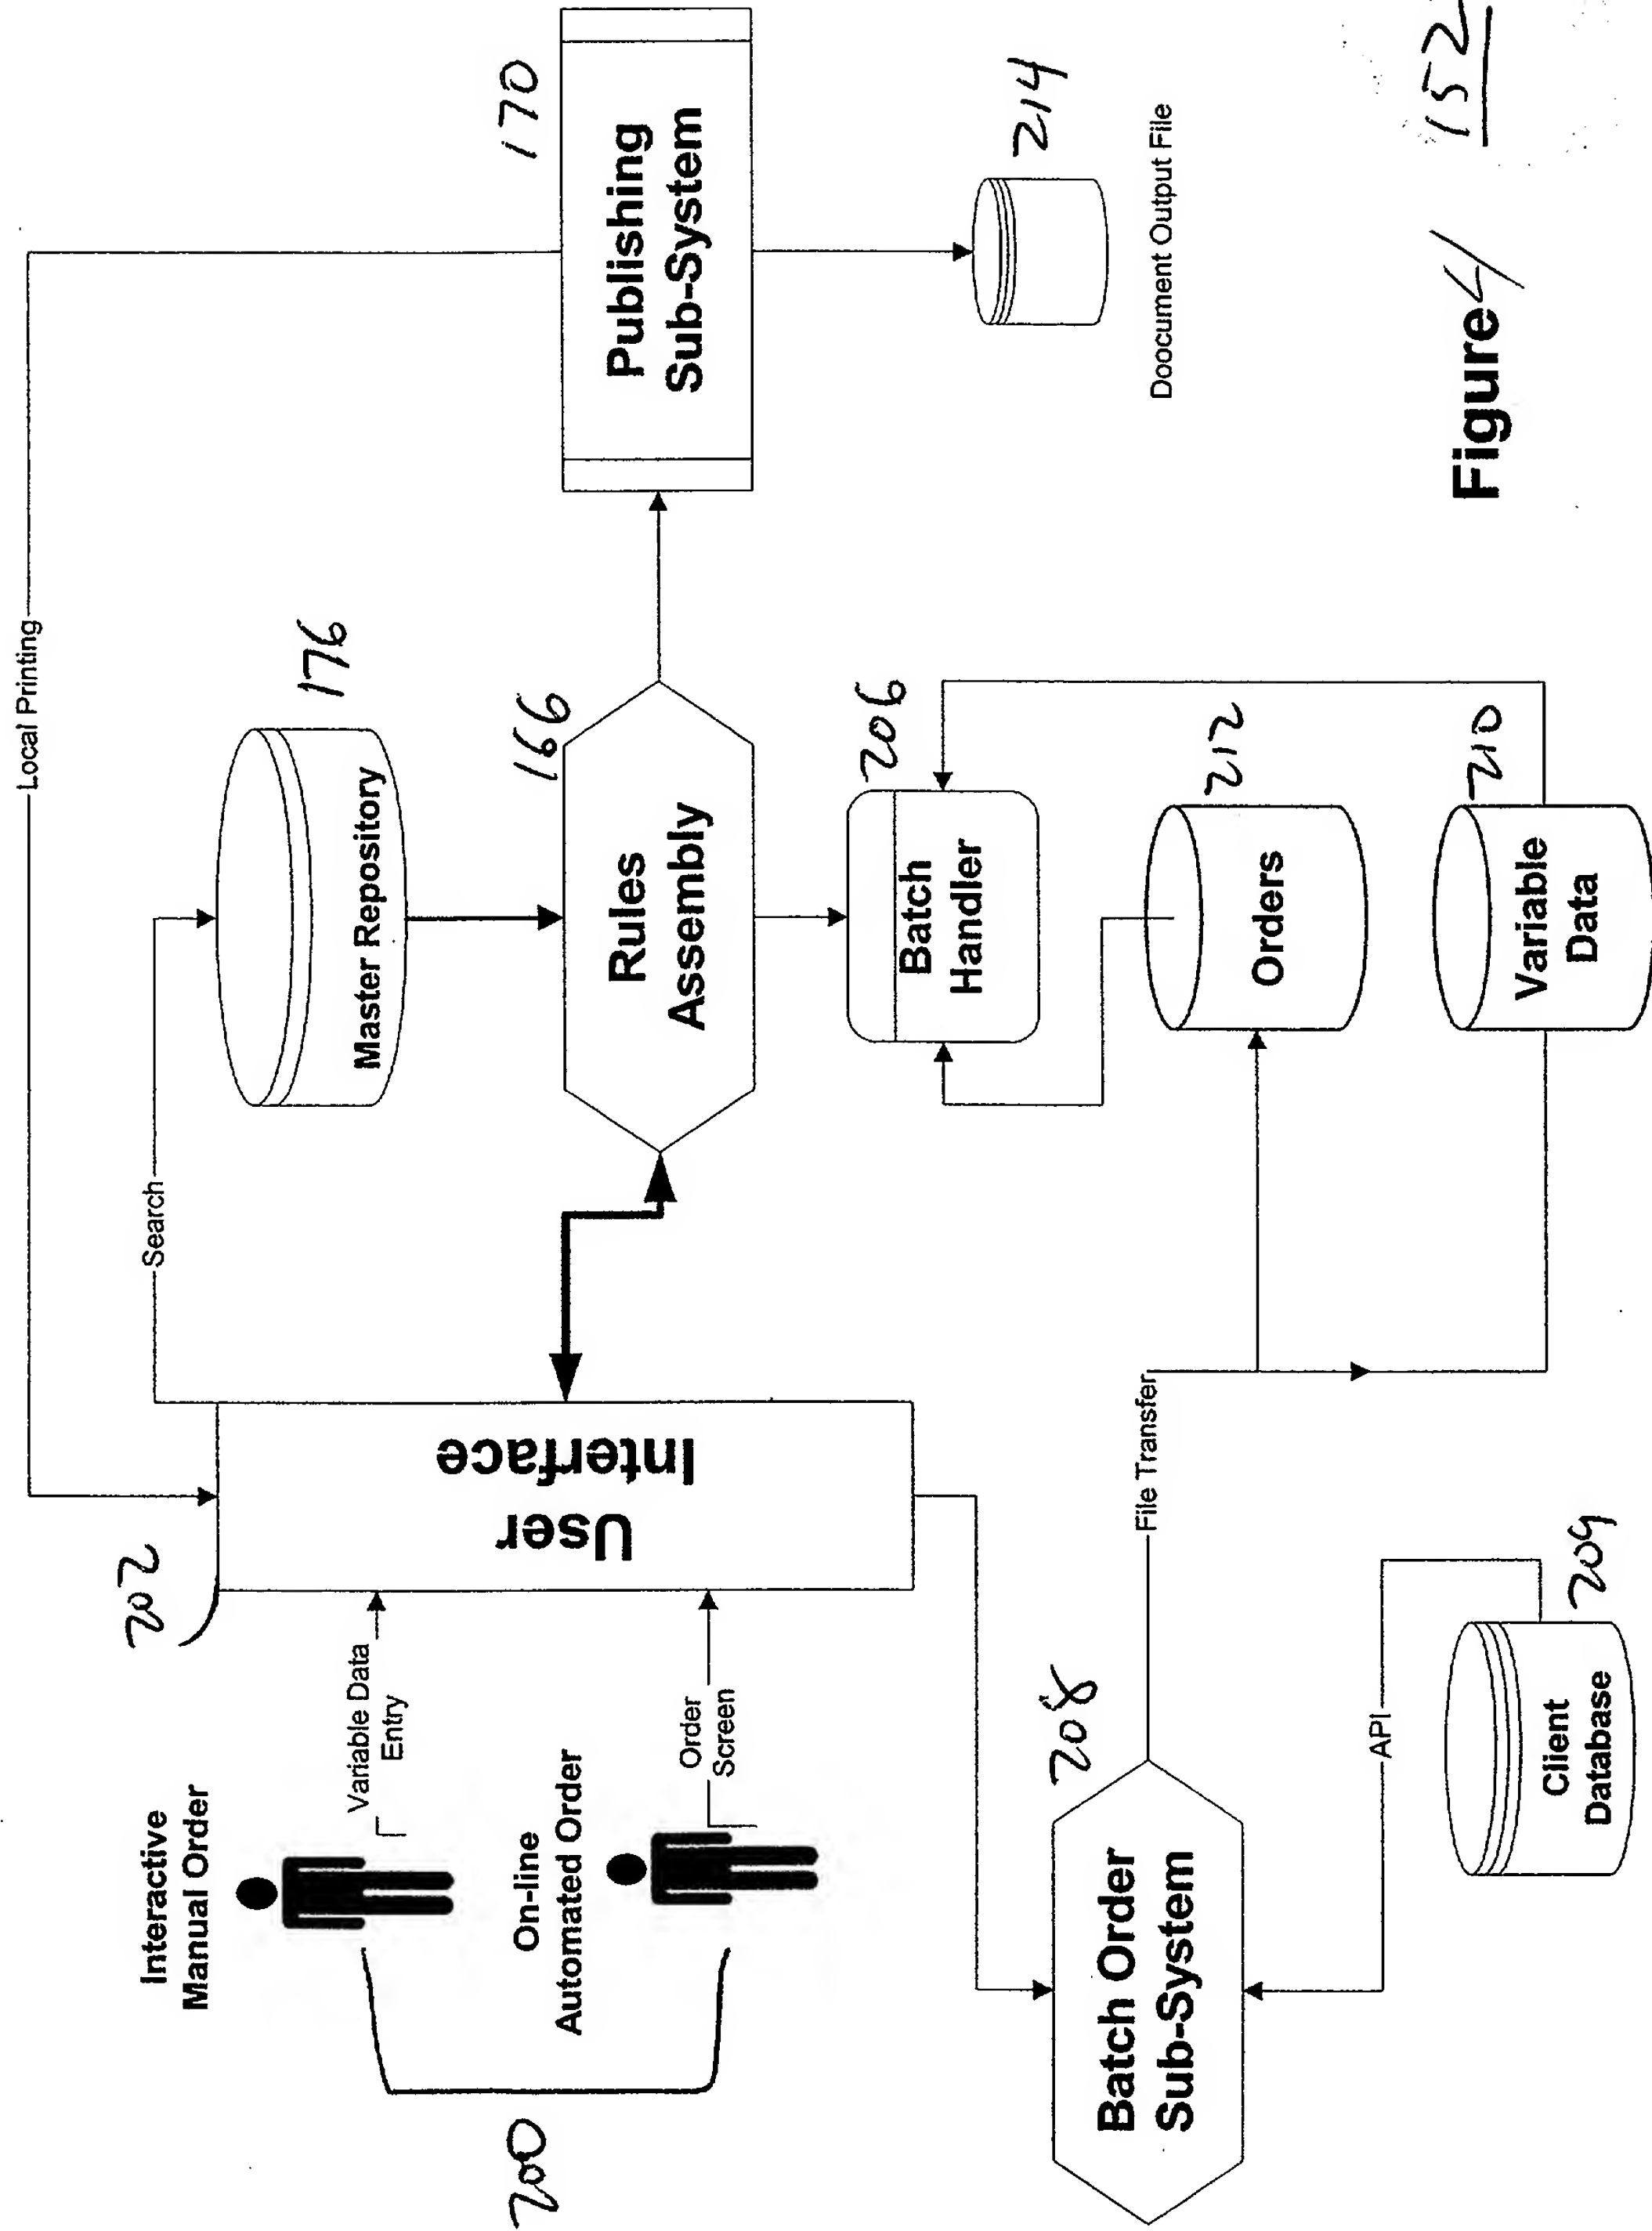 Local Printing
Search
202
Interactive
Manual Order
Variable Data
Entry
On-line
Automated Order
Order
Screen
200
User
Interface
176
Master Repository
166
Rules
Assembly
170
Publishing
Sub-System
206
Batch
Handler
214
Doocument Output File
208
Batch Order
Sub-System
File Transfer
212
Orders
210
Variable
Data
API
209
Client
Database
Figure 4
152